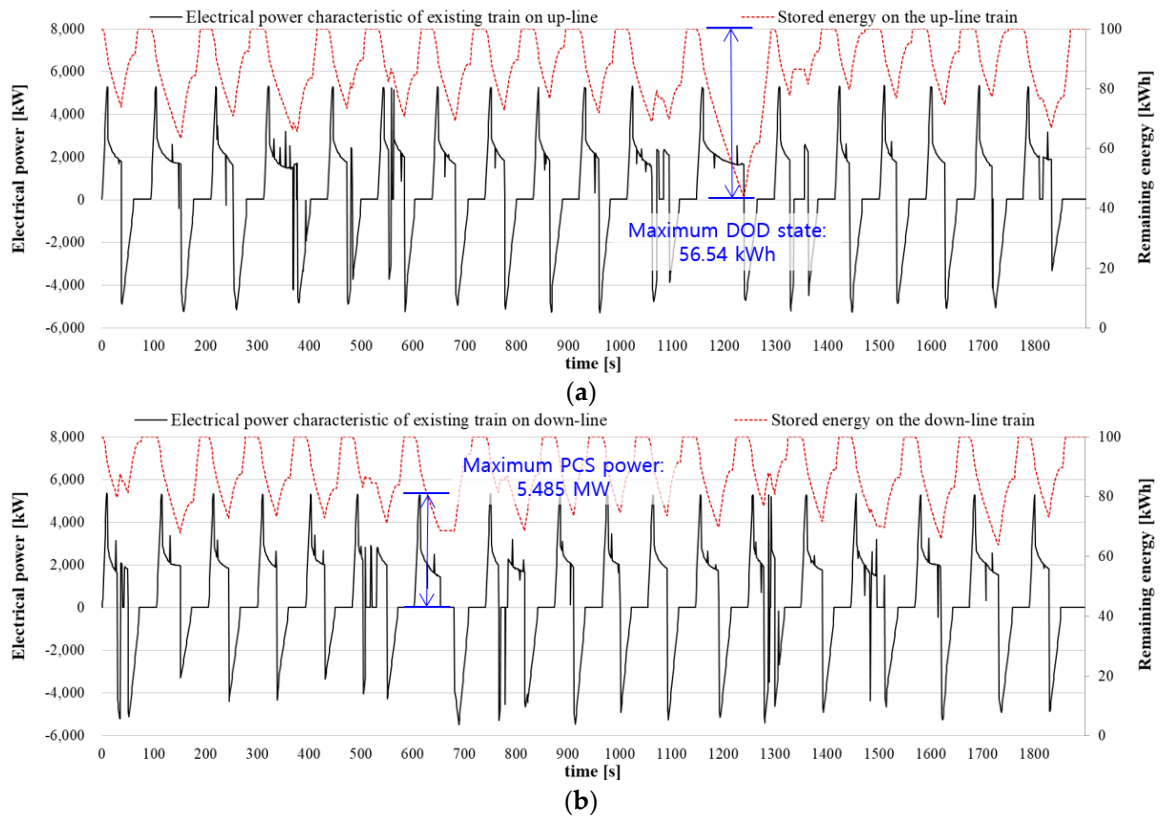 Electrical power characteristic of existing train on up-line Stored energy on the up-line train
8,000 100
6,000 80
4,000
60
2,000
0 40
-2,000
20
-4,000
-6,000 0
Electrical power [kW]
Remaining energy [kWh]
Maximum DOD state:
56.54 kWh
0 100 200 300 400 500 600 700 800 900 1000 1100 1200 1300 1400 1500 1600 1700 1800
time [s]
(a)
Electrical power characteristic of existing train on down-line Stored energy on the down-line train
8,000 100
6,000 80
4,000
60
2,000
0 40
-2,000
20
-4,000
-6,000 0
Electrical power [kW]
Remaining energy [kWh]
Maximum PCS power:
5.485 MW
0 100 200 300 400 500 600 700 800 900 1000 1100 1200 1300 1400 1500 1600 1700 1800
time [s]
(b)